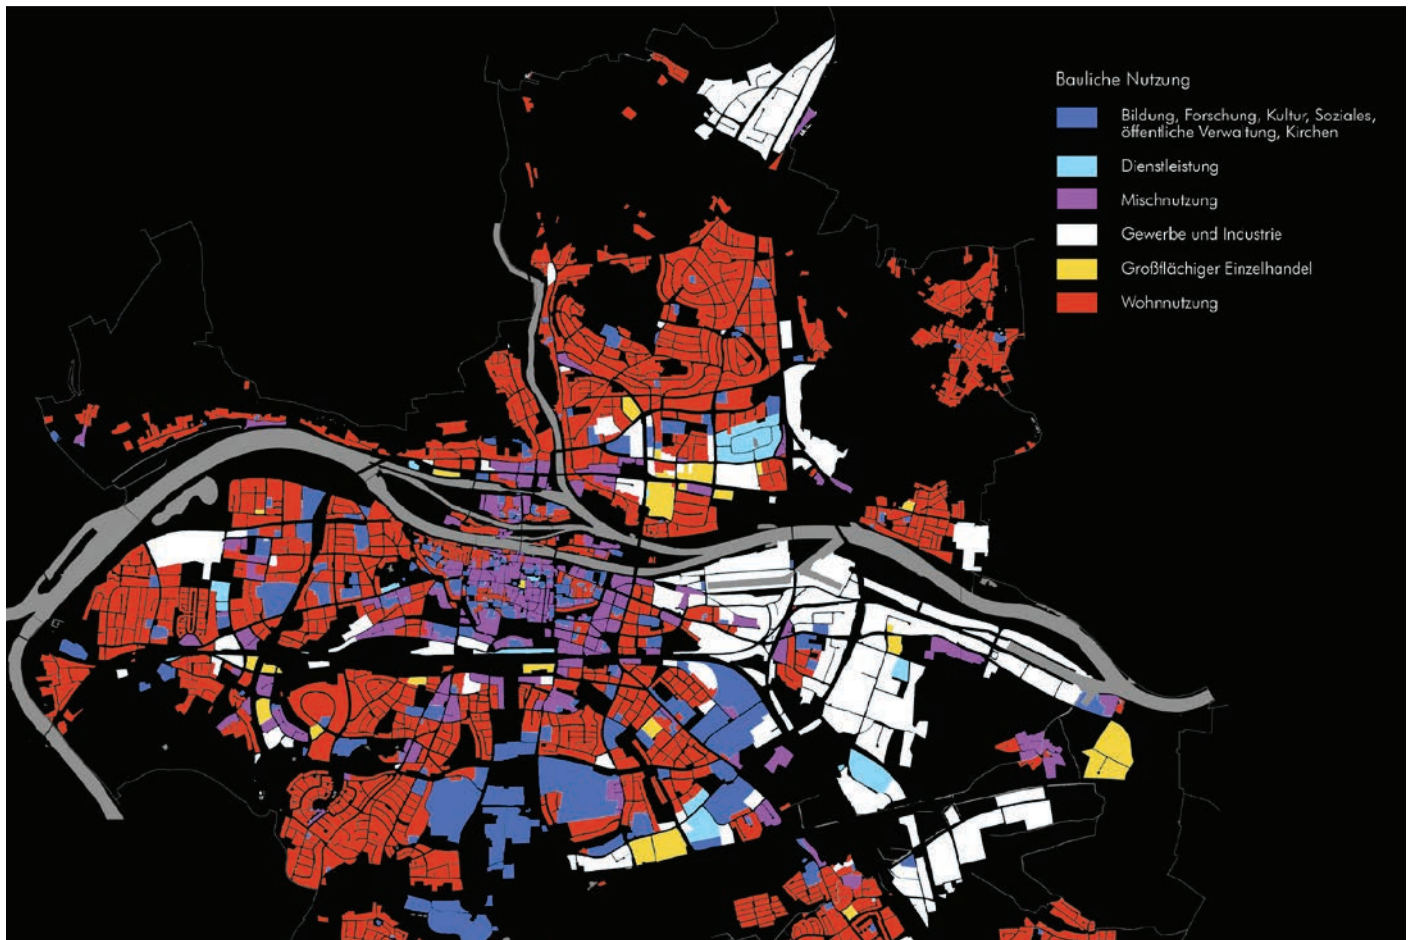 Bauliche Nutzung
Bildung, Forschung, Kultur, Soziales,
öffentliche Verwaltung, Kirchen
Dienstleistung
Mischnutzung
Gewerbe und Industrie
Großflächiger Einzelhandel
Wohnnutzung